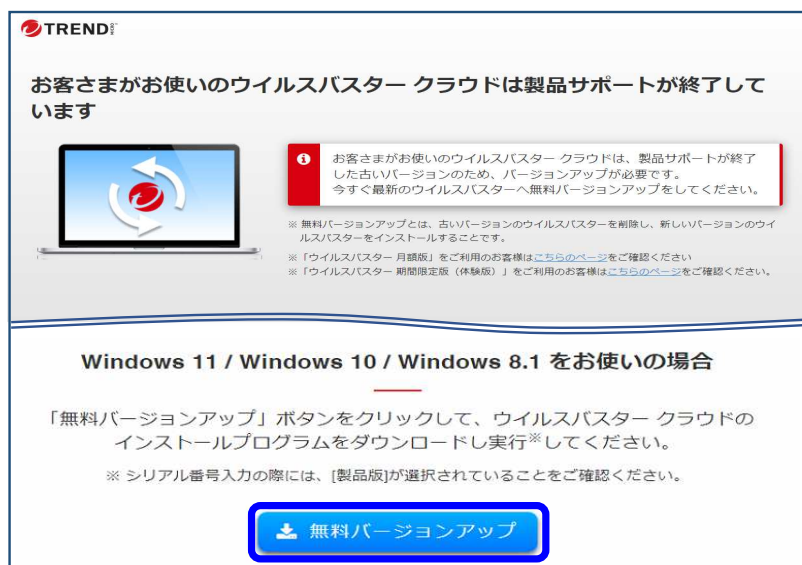 TREND MICRO
お客さまがお使いのウイルスバスター クラウドは製品サポートが終了して
います
お客さまがお使いのウイルスバスター クラウドは、製品サポートが終了
した古いバージョンのため、バージョンアップが必要です。
今すぐ最新のウイルスバスターへ無料バージョンアップをしてください。
※ 無料バージョンアップとは、古いバージョンのウイルスバスターを削除し、新しいバージョンのウイ
ルスバスターをインストールすることです。
※「ウイルスバスター 月額版」をご利用のお客様はこちらのページをご確認ください
※「ウイルスバスター 期間限定版（体験版）」をご利用のお客様はこちらのページをご確認ください。
Windows 11 / Windows 10 / Windows 8.1 をお使いの場合
「無料バージョンアップ」ボタンをクリックして、ウイルスバスター クラウドの
インストールプログラムをダウンロードし実行※してください。
※ シリアル番号入力の際には、[製品版]が選択されていることをご確認ください。
無料バージョンアップ